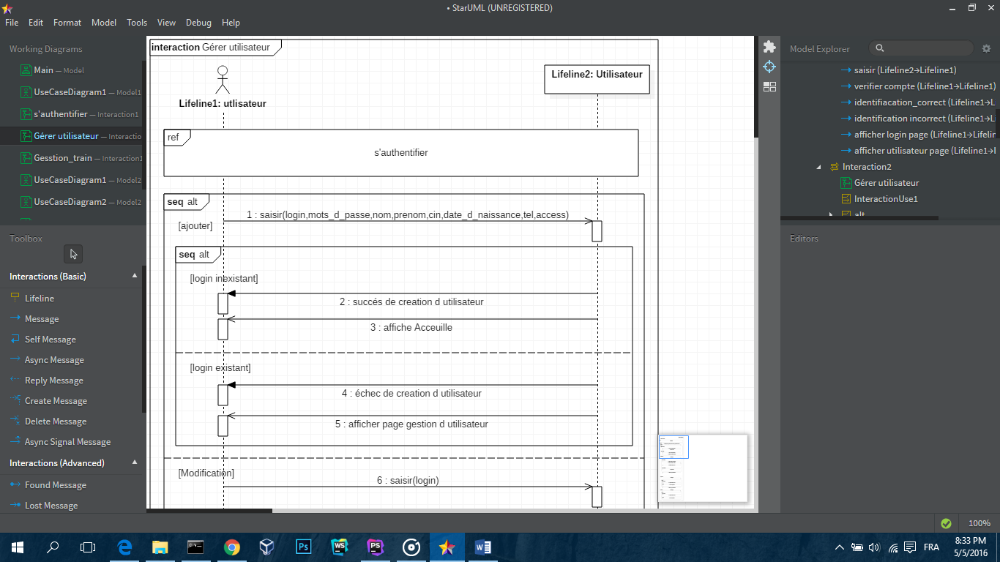 • StarUML (UNREGISTERED)
File Edit Format Model Tools View Debug Help
Working Diagrams
Main — Model
UseCaseDiagram1 — Model1
s'authentifier — Interaction1
Gérer utilisateur — Interactio
Gesstion_train — Interaction1
UseCaseDiagram1 — Model2
UseCaseDiagram2 — Model2
Toolbox
Interactions (Basic)
Lifeline
Message
Self Message
Async Message
Reply Message
Create Message
Delete Message
Async Signal Message
Interactions (Advanced)
Found Message
Lost Message
interaction Gérer utilisateur
Lifeline1: utlisateur
Lifeline2: Utilisateur
ref
s'authentifier
seq alt
1 : saisir(login,mots_d_passe,nom,prenom,cin,date_d_naissance,tel,access)
[ajouter]
seq alt
[login inexistant]
2 : succés de creation d utilisateur
3 : affiche Acceuille
[login existant]
4 : échec de creation d utilisateur
5 : afficher page gestion d utilisateur
[Modification]
6 : saisir(login)
Model Explorer
saisir (Lifeline2→Lifeline1)
verifier compte (Lifeline1→Lifeline1)
identifiacation_correct (Lifeline1→L
identification incorrect (Lifeline1→Li
afficher login page (Lifeline1→Lifelin
afficher utilisateur page (Lifeline1→l
Interaction2
Gérer utilisateur
InteractionUse1
alt
Editors
100%
Ps
WS
PS
W
FRA
8:33 PM
5/5/2016